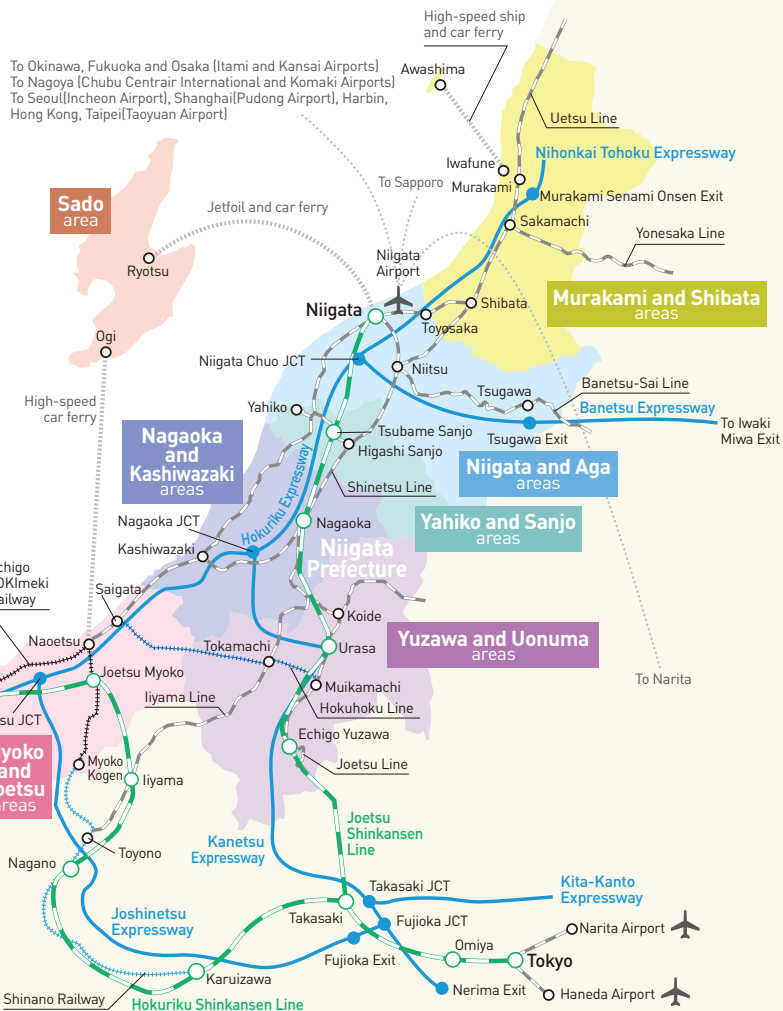 High-speed ship
and car ferry
To Okinawa, Fukuoka and Osaka (Itami and Kansai Airports)
To Nagoya (Chubu Centrair International and Komaki Airports)
To Seoul(Incheon Airport), Shanghai(Pudong Airport), Harbin,
Hong Kong, Taipei(Taoyuan Airport)
Awashima
Uetsu Line
Nihonkai Tohoku Expressway
Iwafune
Murakami
To Sapporo
Murakami Senami Onsen Exit
Sado
area
Jetfoil and car ferry
Sakamachi
Yonesaka Line
Ryotsu
Niigata
Airport
Murakami and Shibata
areas
Niigata
Shibata
Toyosaka
Ogi
Niigata Chuo JCT
Niitsu
Banetsu-Sai Line
Tsugawa
Banetsu Expressway
High-speed
car ferry
Yahiko
To Iwaki
Miwa Exit
Tsugawa Exit
Nagaoka
and
Kashiwazaki
areas
Tsubame Sanjo
Higashi Sanjo
Niigata and Aga
areas
Hokuriku Expressway
Shinetsu Line
Yahiko and Sanjo
areas
Nagaoka JCT
Nagaoka
Kashiwazaki
Niigata
Prefecture
chigo
OKImeki
ailway
Saigata
Koide
Naoetsu
Tokamachi
Urasa
Yuzawa and Uonuma
areas
Joetsu Myoko
Muikamachi
To Narita
Iiyama Line
Hokuhoku Line
su JCT
Echigo Yuzawa
yoko
and
oetsu
areas
Myoko
Kogen
Iiyama
Joetsu Line
Joetsu
Shinkansen
Line
Kanetsu
Expressway
Toyono
Nagano
Takasaki JCT
Kita-Kanto
Expressway
Joshinetsu
Expressway
Takasaki
Fujioka JCT
Narita Airport
Fujioka Exit
Omiya
Tokyo
Karuizawa
Nerima Exit
Haneda Airport
Shinano Railway
Hokuriku Shinkansen Line